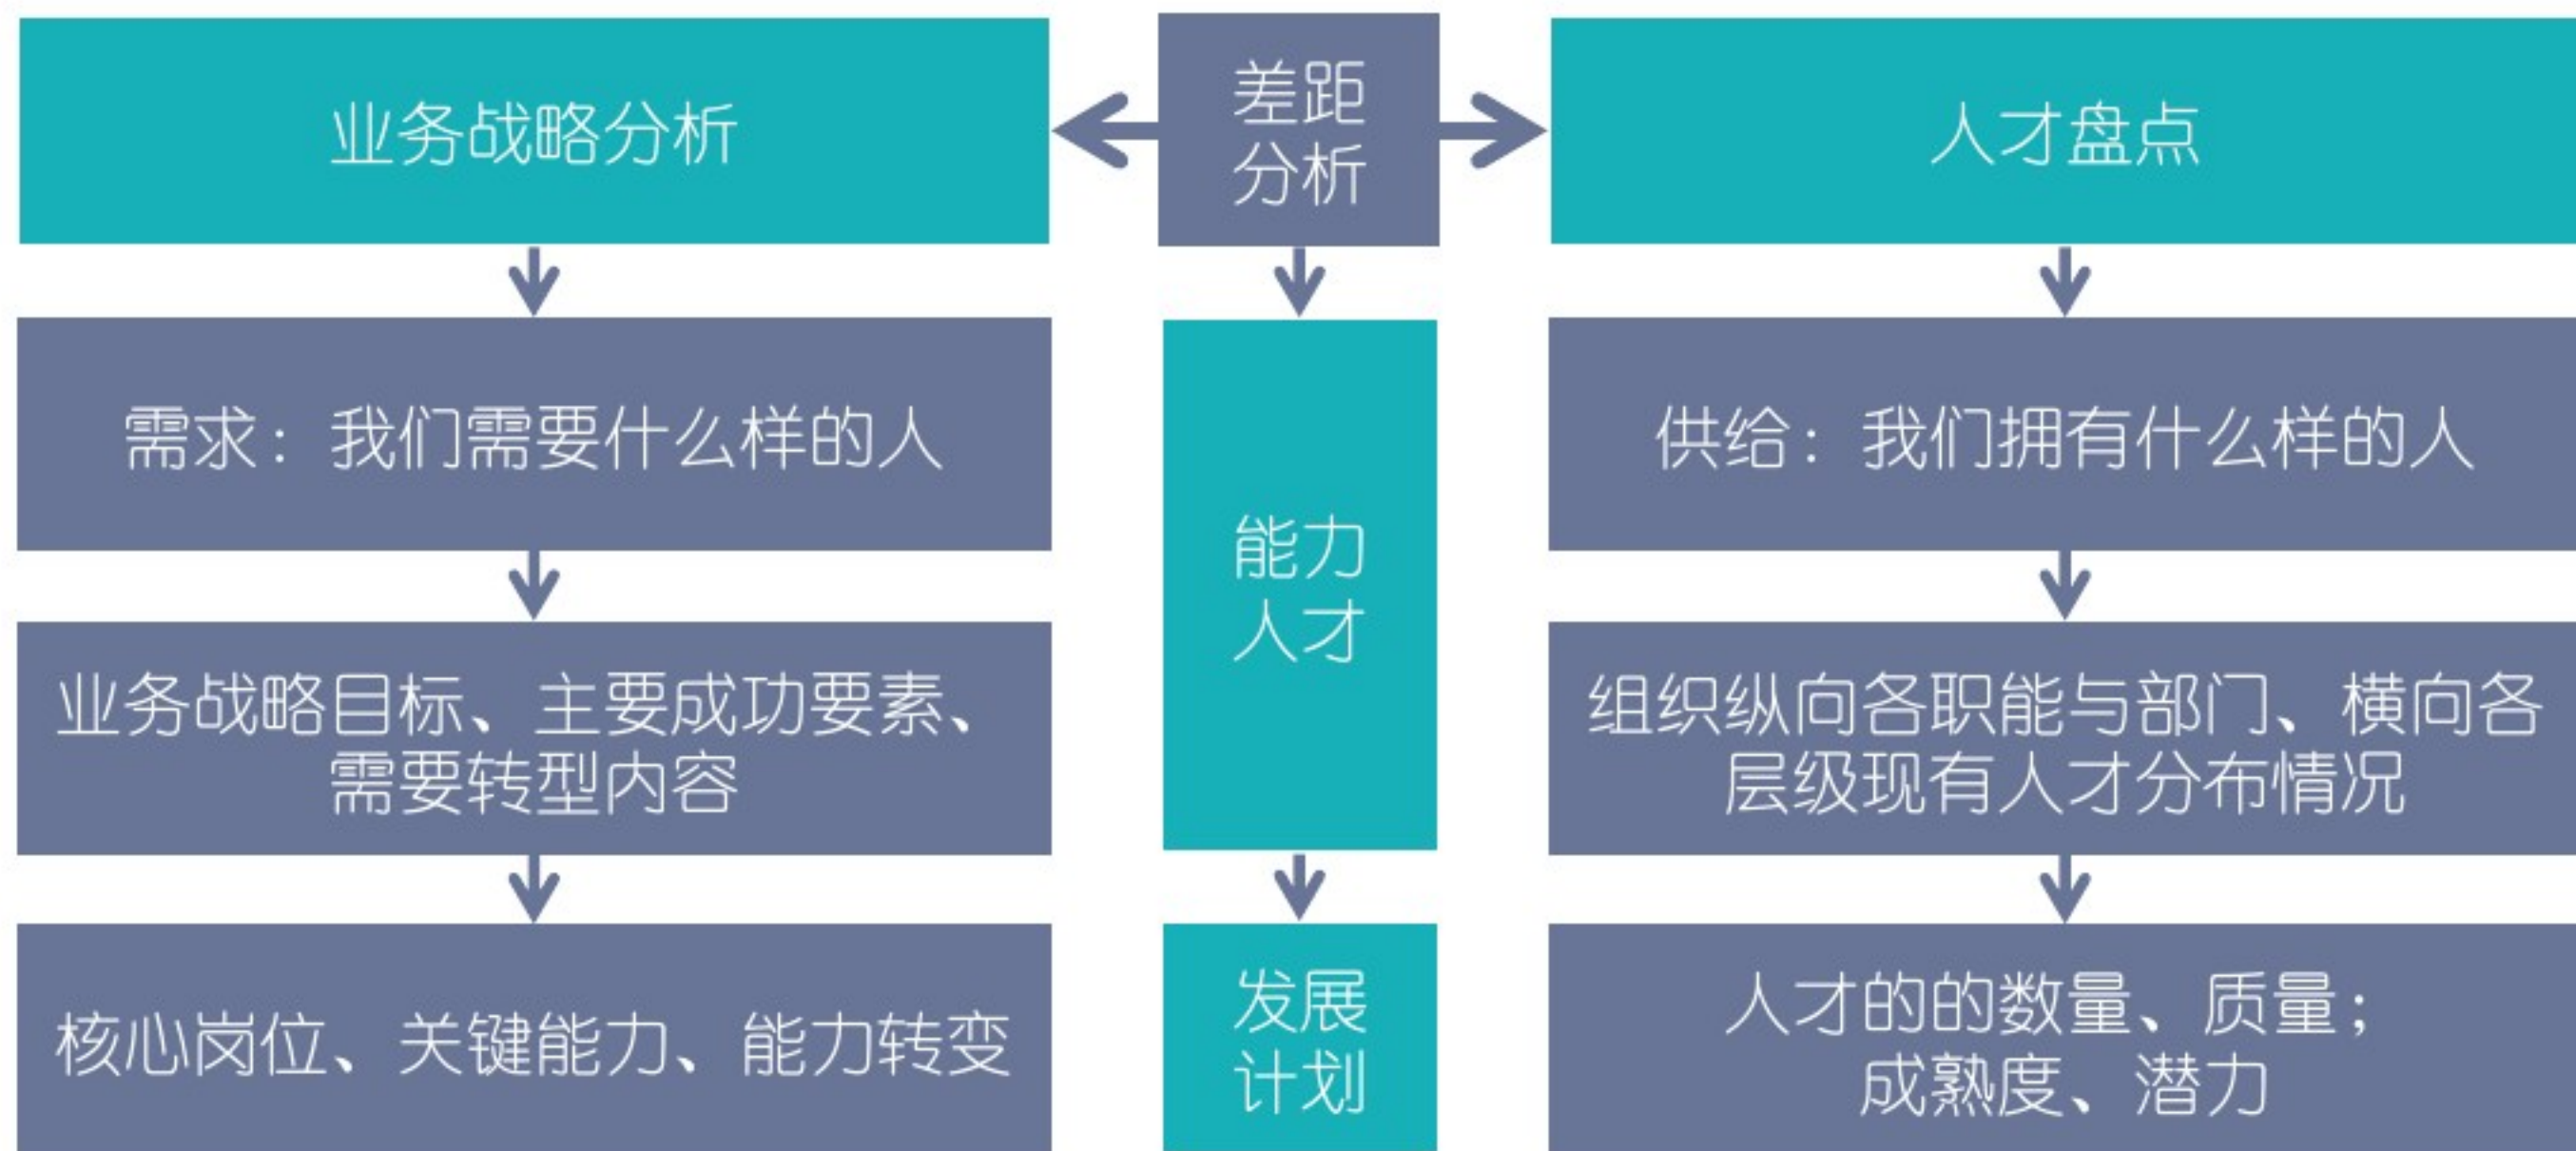 业务战略分析
差距
分析
人才盘点
需求：我们需要什么样的人
能力
人才
供给：我们拥有什么样的人
业务战略目标、主要成功要素、
需要转型内容
组织纵向各职能与部门、横向各
层级现有人才分布情况
核心岗位、关键能力、能力转变
发展
计划
人才的的数量、质量；
成熟度、潜力